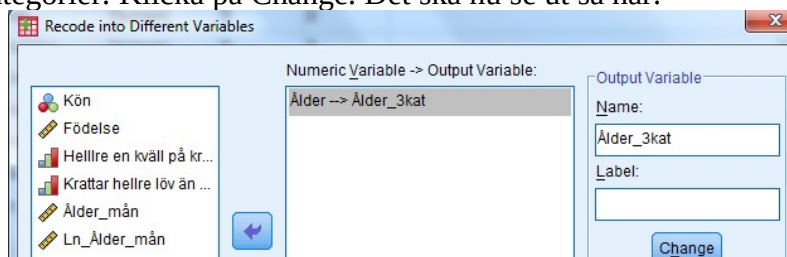 kategorier. Klicka på Change. Det ska nu se ut så här:
Recode into Different Variables
Numeric Variable -> Output Variable:
Kön
Födelse
Helllre en kväll på kr...
Krattar hellre löv än ...
Ålder_mån
Ln_Ålder_mån
Ålder --> Ålder_3kat
Output Variable
Name:
Ålder_3kat
Label:
Change